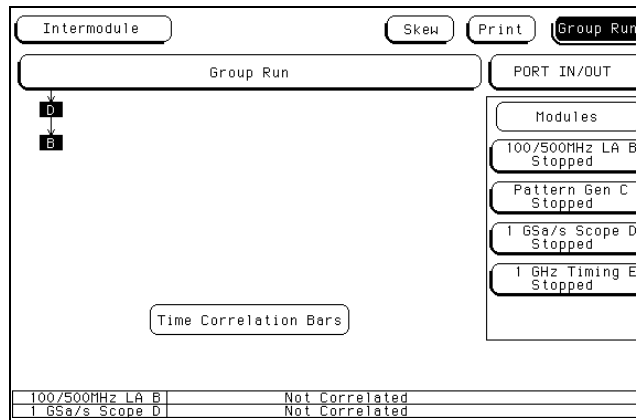 Intermodule
Skew
Print
Group Run
Group Run
PORT IN/OUT
D
B
Modules
100/500MHz LA B
Stopped
Pattern Gen C
Stopped
1 GSa/s Scope D
Stopped
1 GHz Timing E
Stopped
Time Correlation Bars
100/500MHz LA B Not Correlated
1 GSa/s Scope D Not Correlated